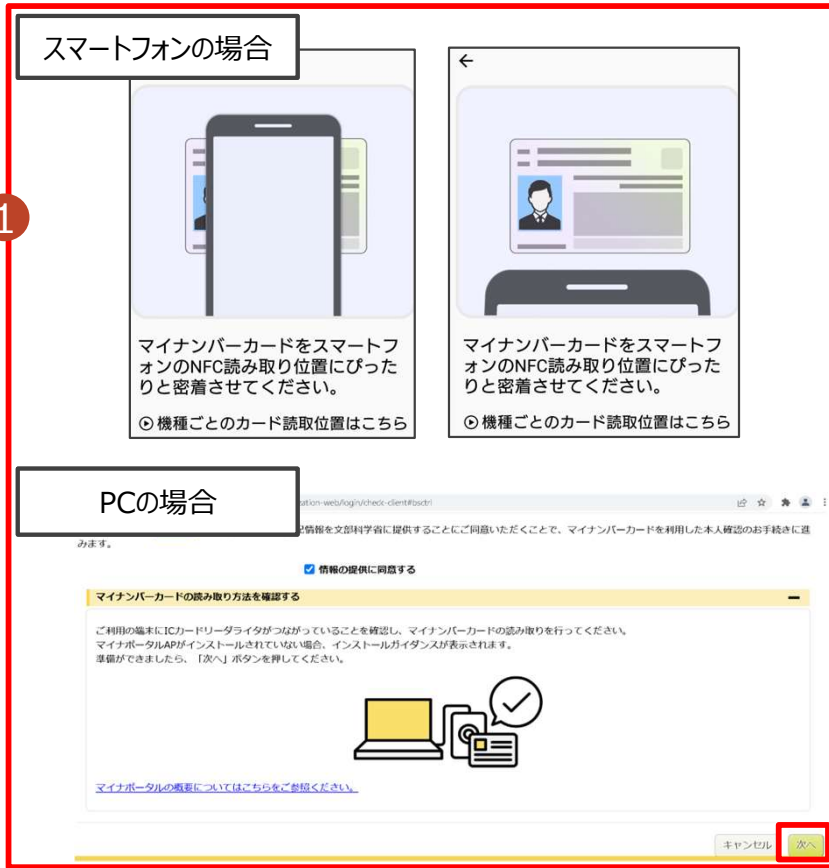 スマートフォンの場合
1
マイナンバーカードをスマートフ
ォンのNFC読み取り位置にぴった
りと密着させてください。
機種ごとのカード読取位置はこちら
マイナンバーカードをスマートフ
ォンのNFC読み取り位置にぴった
りと密着させてください。
機種ごとのカード読取位置はこちら
PCの場合
ation-web/login/check-client#bsctrl
情報を文部科学省に提供することにご同意いただくことで、マイナンバーカードを利用した本人確認のお手続きに進
みます。
情報の提供に同意する
マイナンバーカードの読み取り方法を確認する
ご利用の端末にICカードリーダライタがつながっていることを確認し、マイナンバーカードの読み取りを行ってください。
マイナポータルAPがインストールされていない場合、インストールガイダンスが表示されます。
準備ができましたら、「次へ」ボタンを押してください。
マイナポータルの概要についてはこちらをご参照ください。
キャンセル
次へ